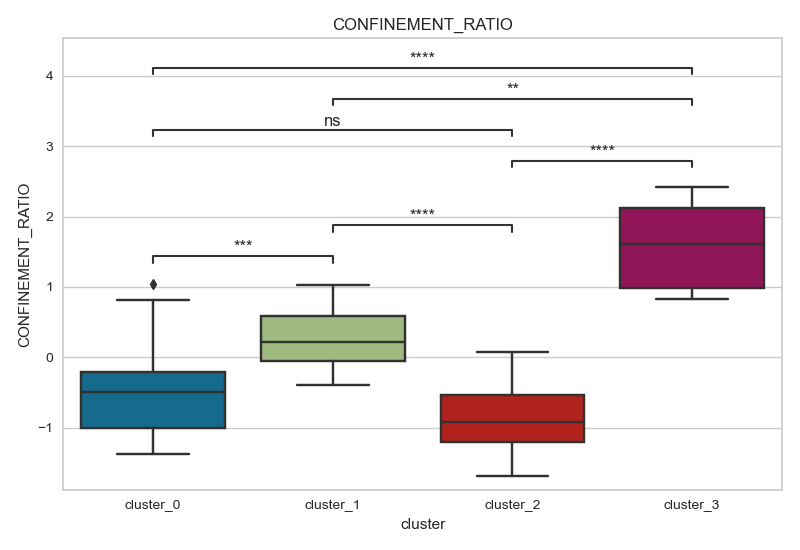 CONFINEMENT_RATIO
****
**
ns
****
****
***
CONFINEMENT_RATIO
4
3
2
1
0
−1
cluster_0
cluster_1
cluster_2
cluster_3
cluster